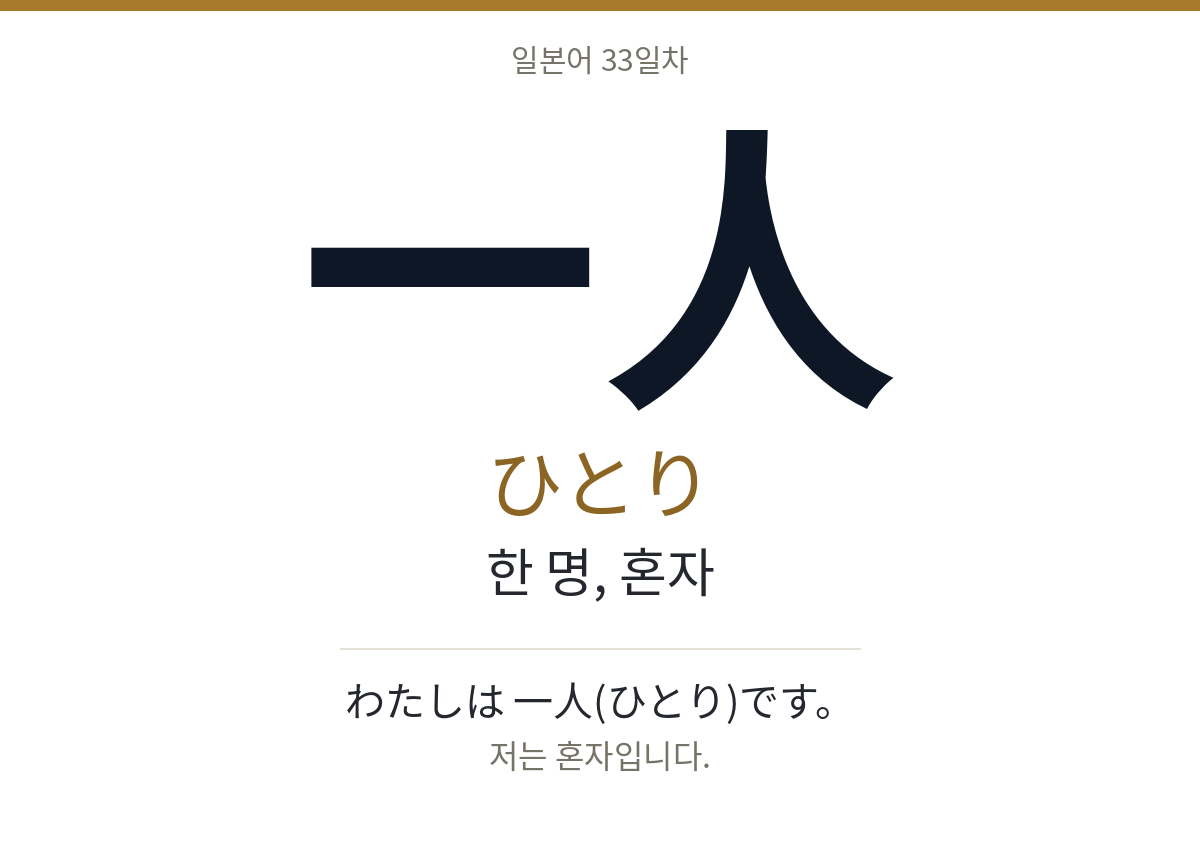 일본어 33일차
一人
ひとり
한 명, 혼자
わたしは 一人(ひとり)です。
저는 혼자입니다.